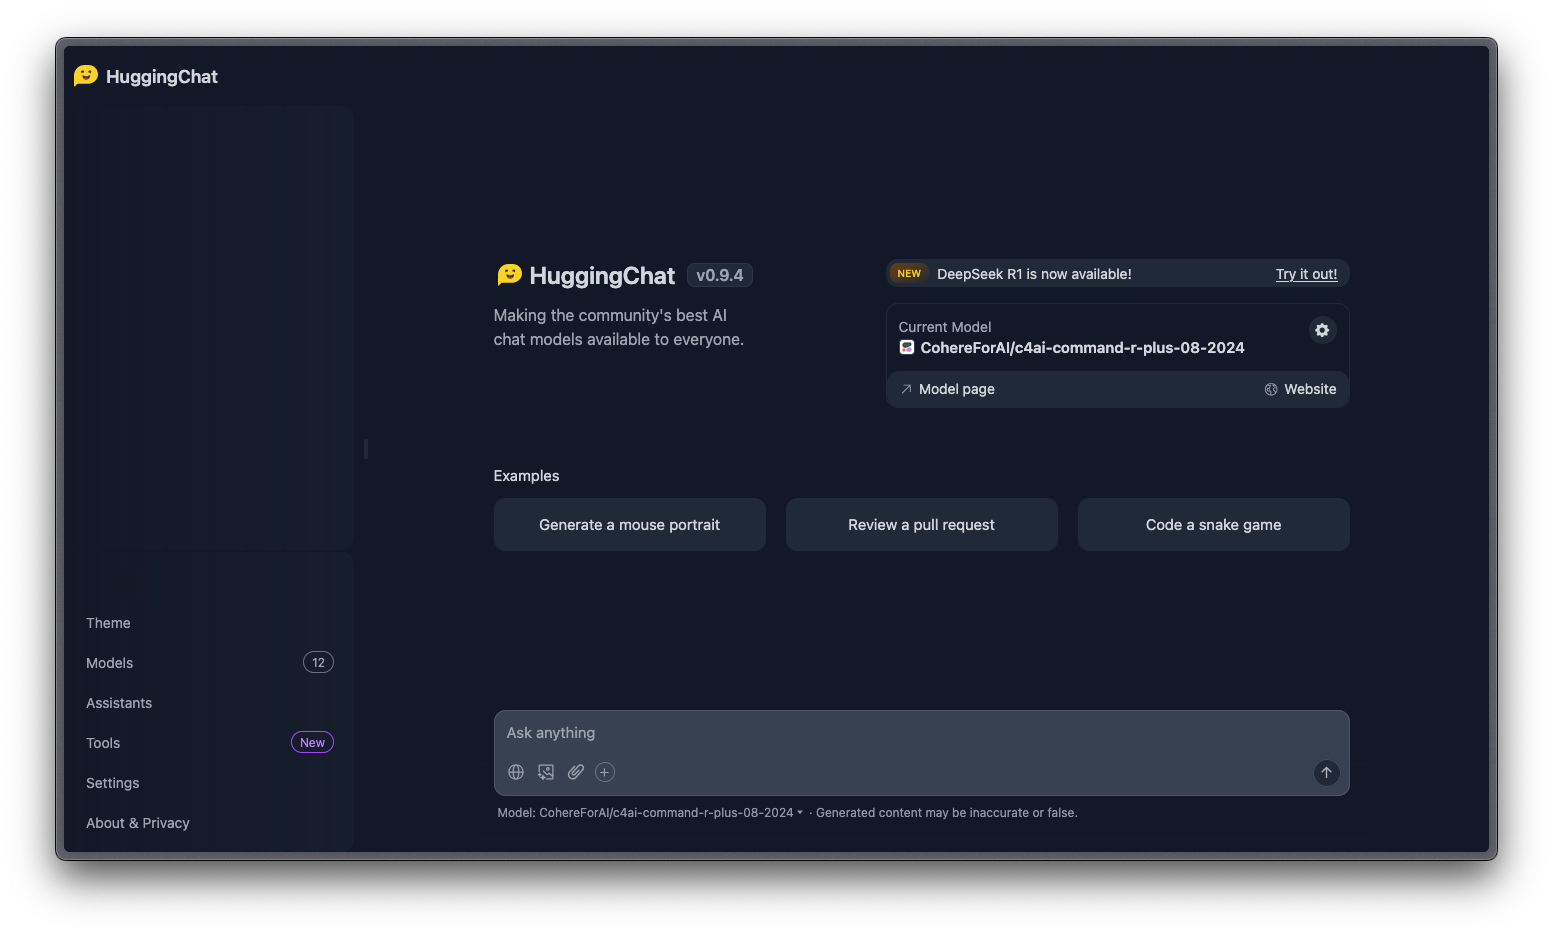 HuggingChat
Theme
Models 12
Assistants
Tools New
Settings
About & Privacy
HuggingChat v0.9.4
Making the community's best AI
chat models available to everyone.
NEW DeepSeek R1 is now available! Try it out!
Current Model
CohereForAI/c4ai-command-r-plus-08-2024
Model page Website
Examples
Generate a mouse portrait Review a pull request Code a snake game
Ask anything
Model: CohereForAI/c4ai-command-r-plus-08-2024 · Generated content may be inaccurate or false.